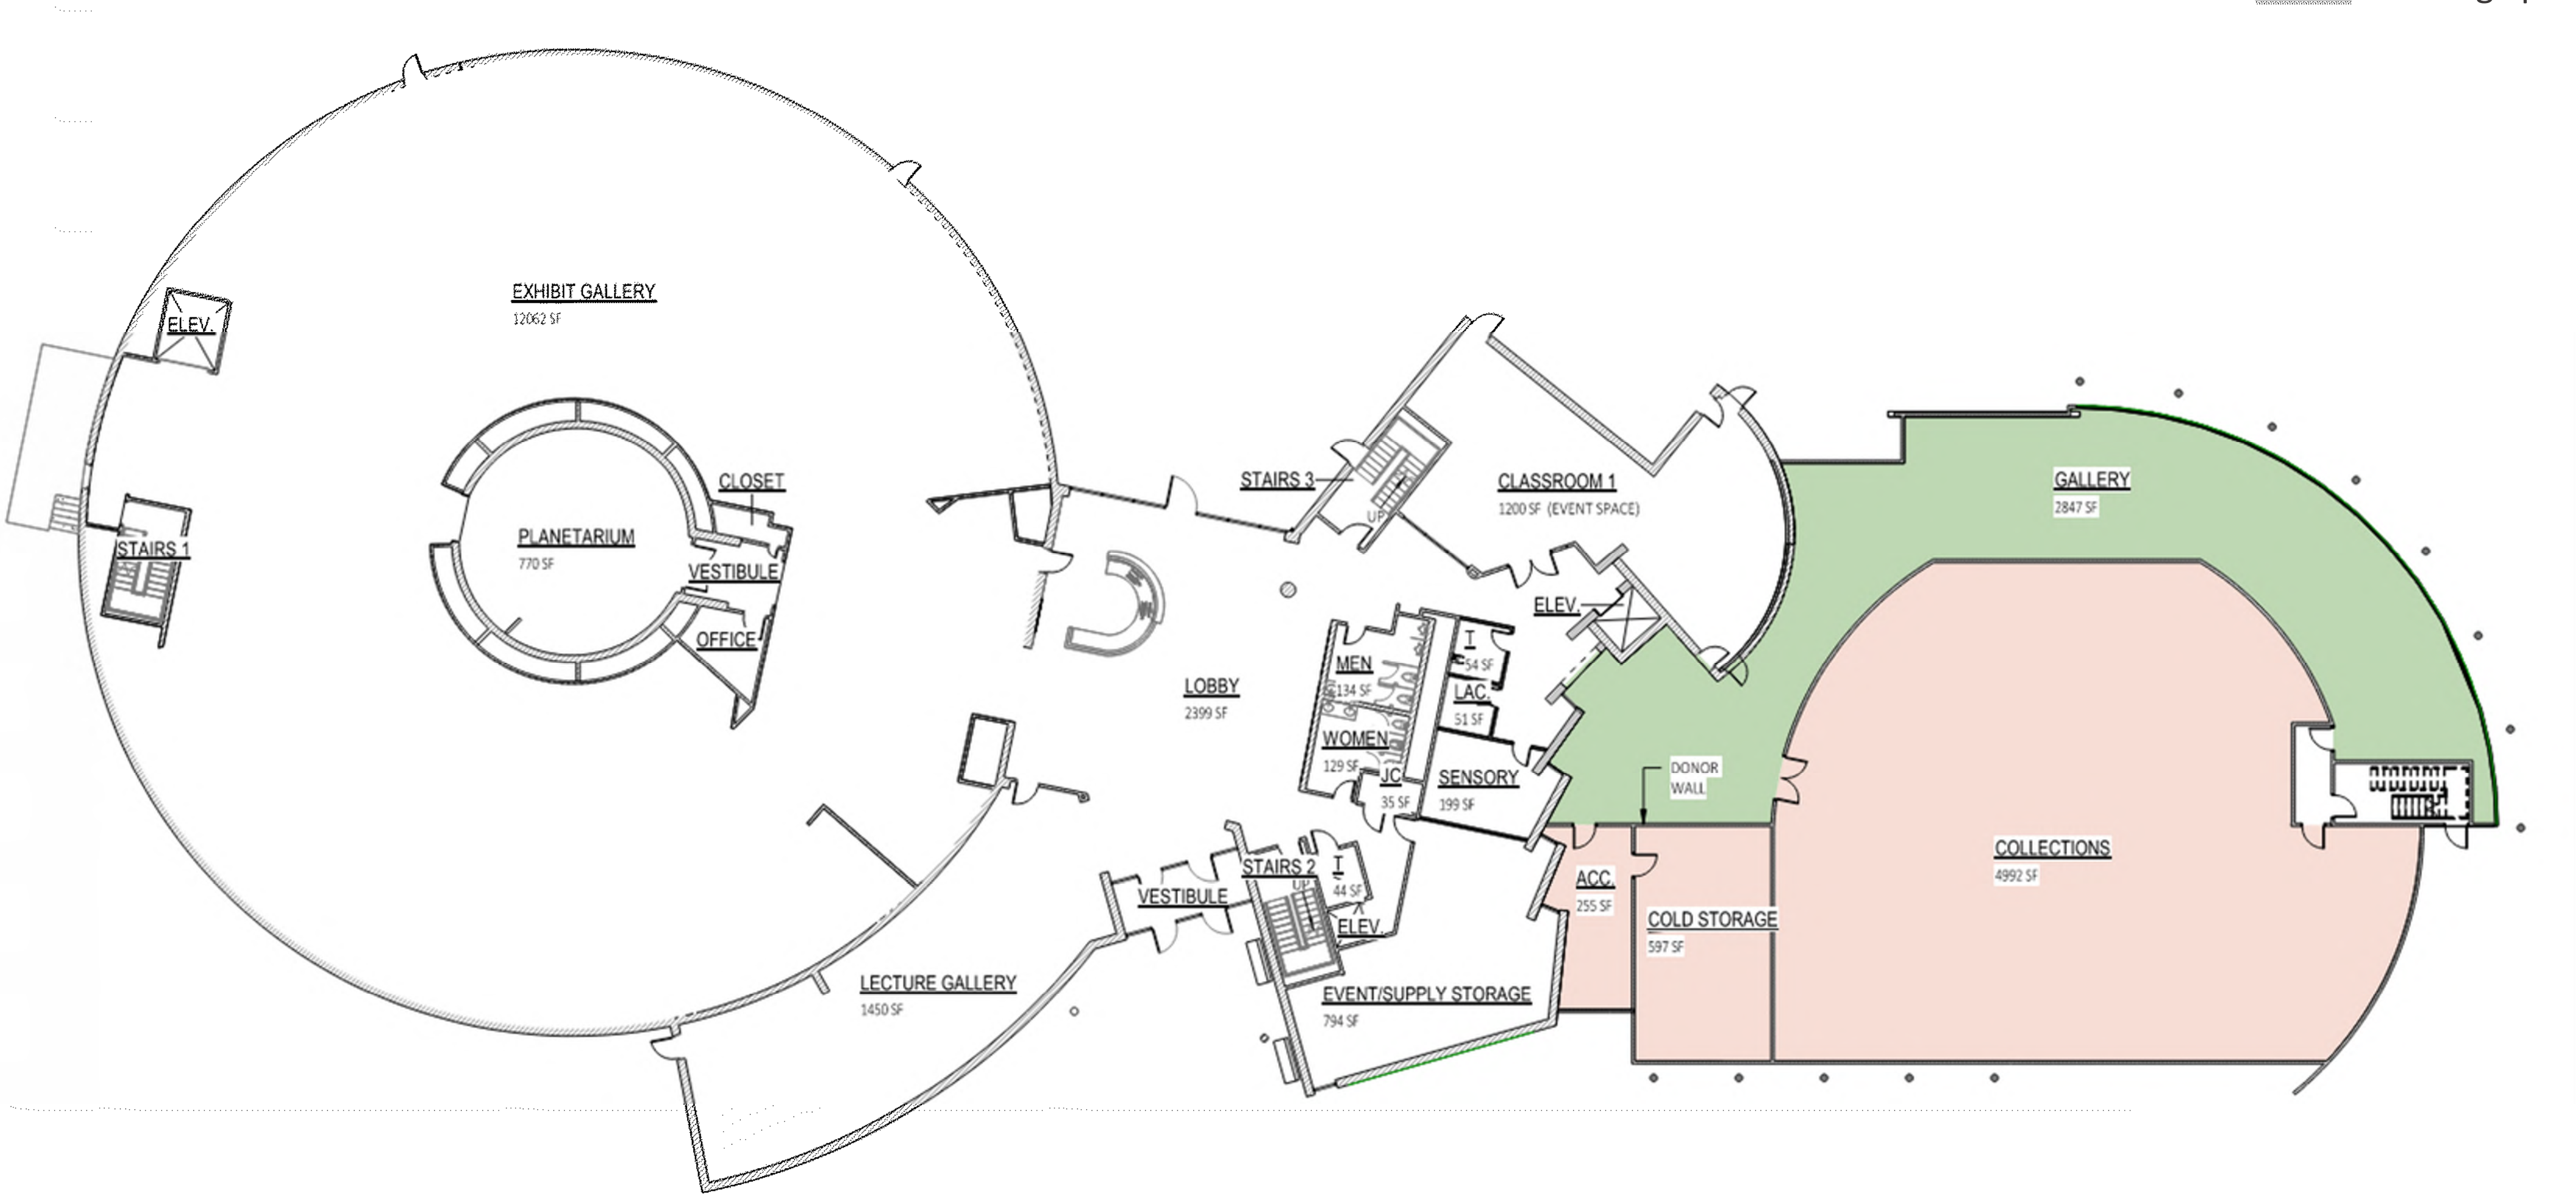 EXHIBIT GALLERY
12062 SF
ELEV.
STAIRS 1
PLANETARIUM
770 SF
CLOSET
VESTIBULE
OFFICE
LOBBY
2399 SF
STAIRS 3
UP
CLASSROOM 1
1200 SF (EVENT SPACE)
ELEV.
MEN
134 SF
WOMEN
129 SF
JC
35 SF
T
54 SF
LAC.
51 SF
SENSORY
199 SF
GALLERY
2847 SF
DONOR
WALL
COLLECTIONS
4992 SF
ACC.
255 SF
COLD STORAGE
597 SF
STAIRS 2
UP
T
44 SF
ELEV.
VESTIBULE
EVENT/SUPPLY STORAGE
794 SF
LECTURE GALLERY
1450 SF